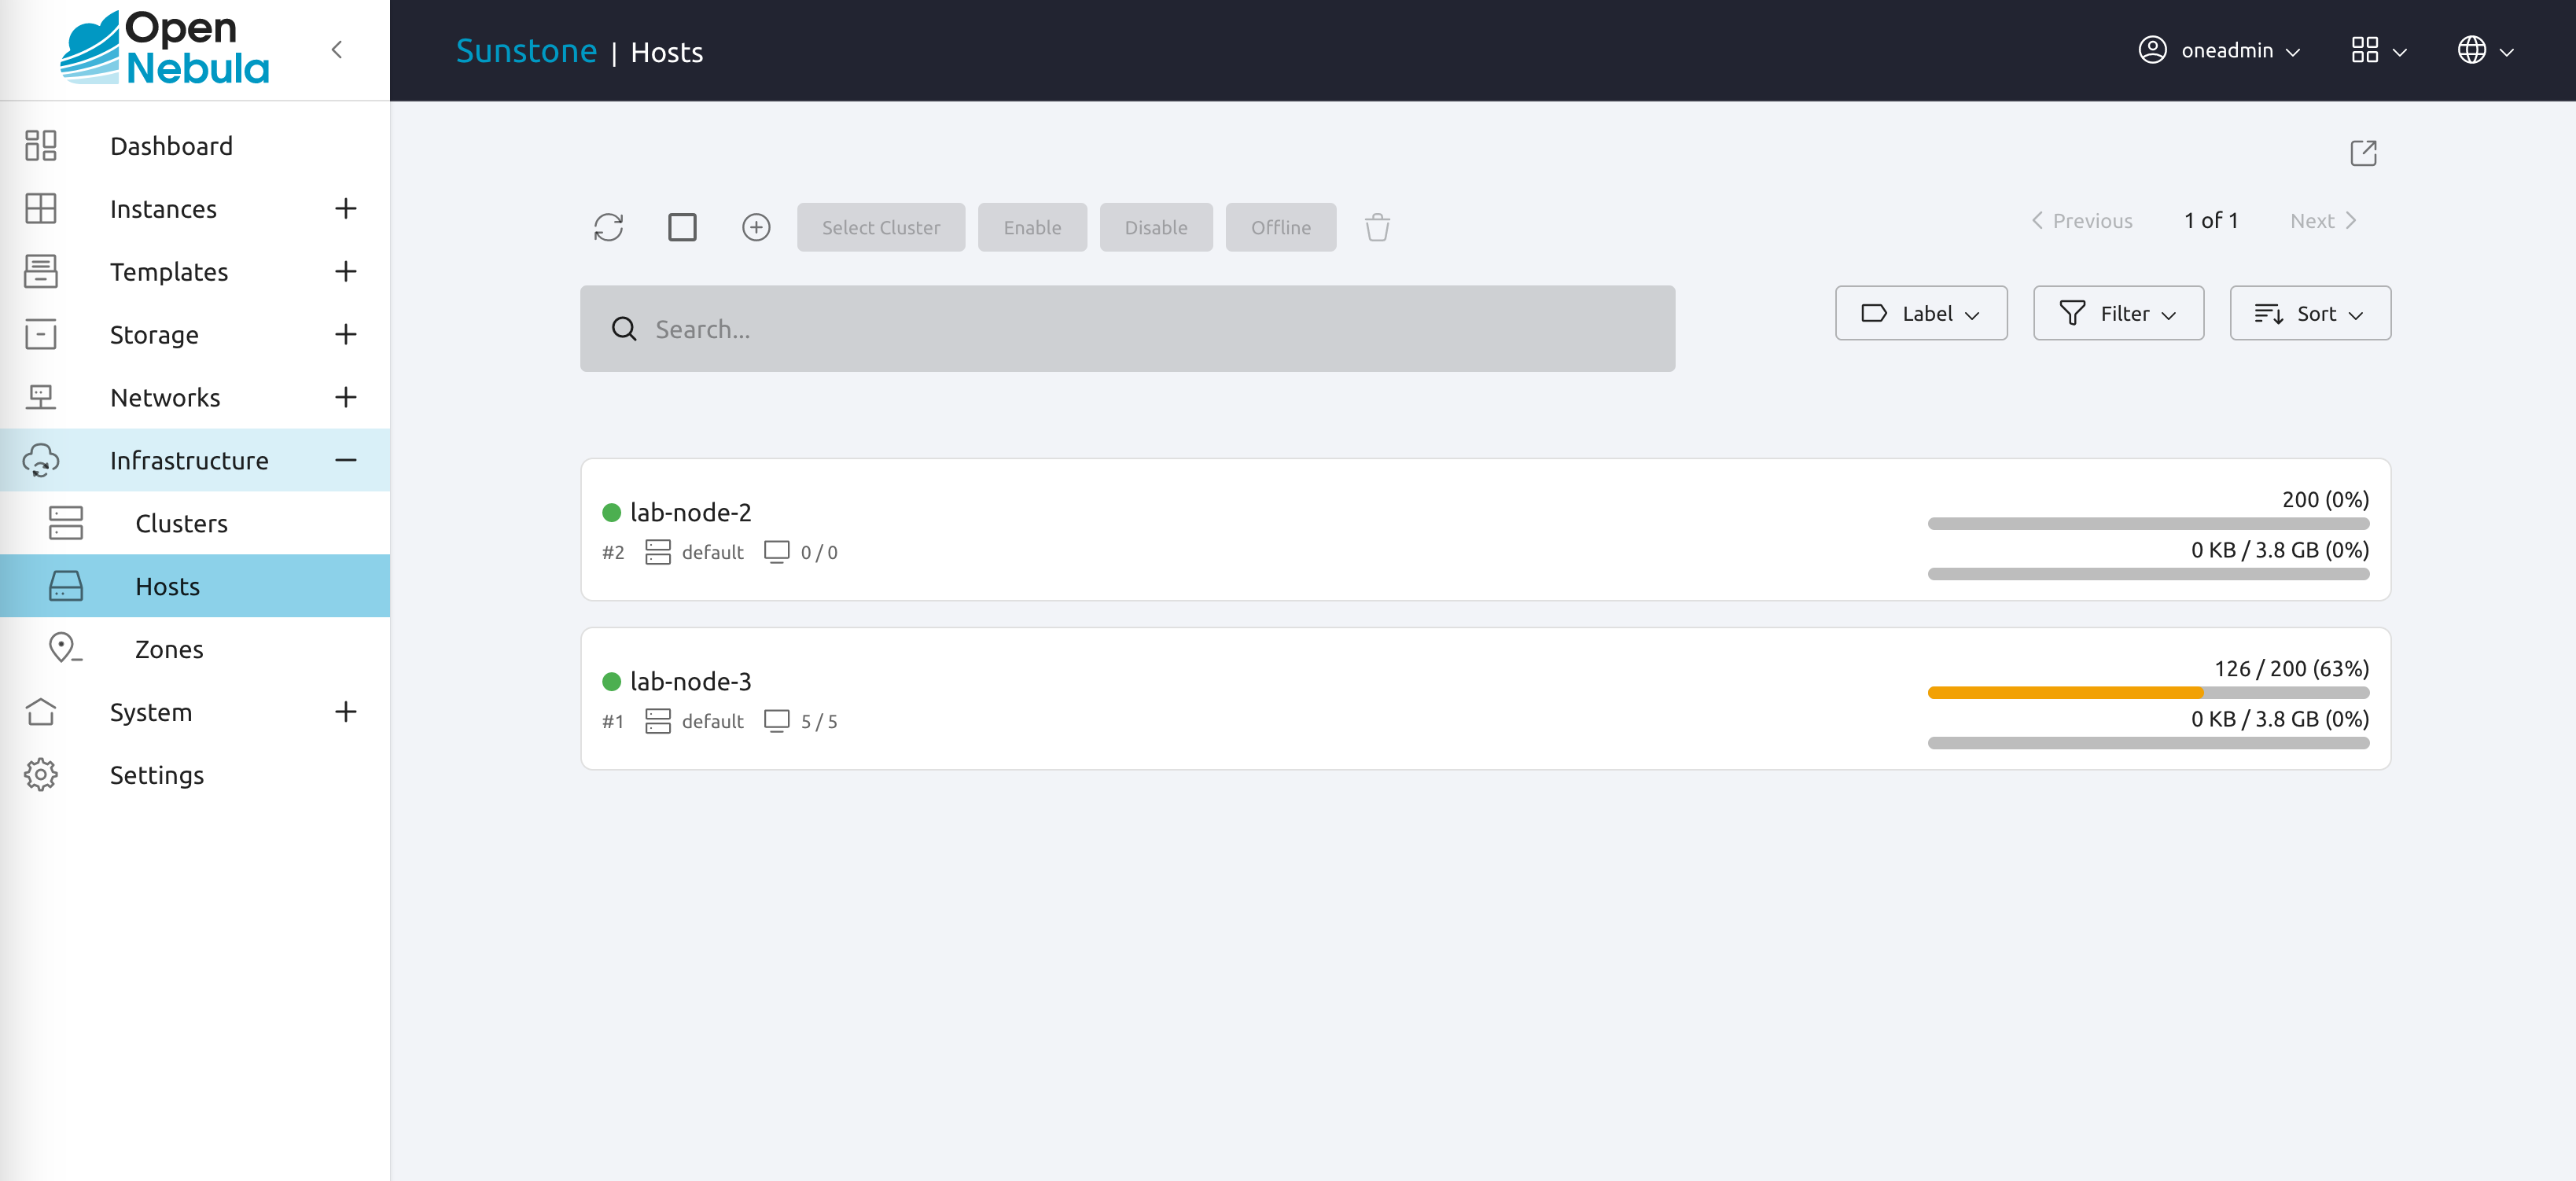 Open
Nebula
Sunstone | Hosts
oneadmin
Dashboard
Instances
Templates
Storage
Networks
Infrastructure
Clusters
Hosts
Zones
System
Settings
Select Cluster
Enable
Disable
Offline
Previous
1 of 1
Next
Search...
Label
Filter
Sort
lab-node-2
#2 default 0 / 0
200 (0%)
0 KB / 3.8 GB (0%)
lab-node-3
#1 default 5 / 5
126 / 200 (63%)
0 KB / 3.8 GB (0%)